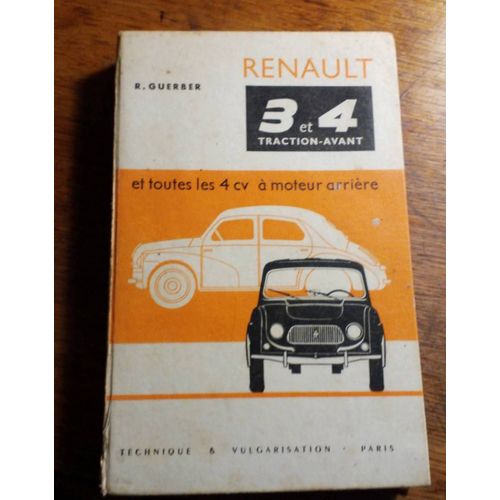 RENAULT
R. GUERBER
3 et 4
TRACTION-AVANT
et toutes les 4 cv à moteur arrière
TECHNIQUE & VULGARISATION · PARIS